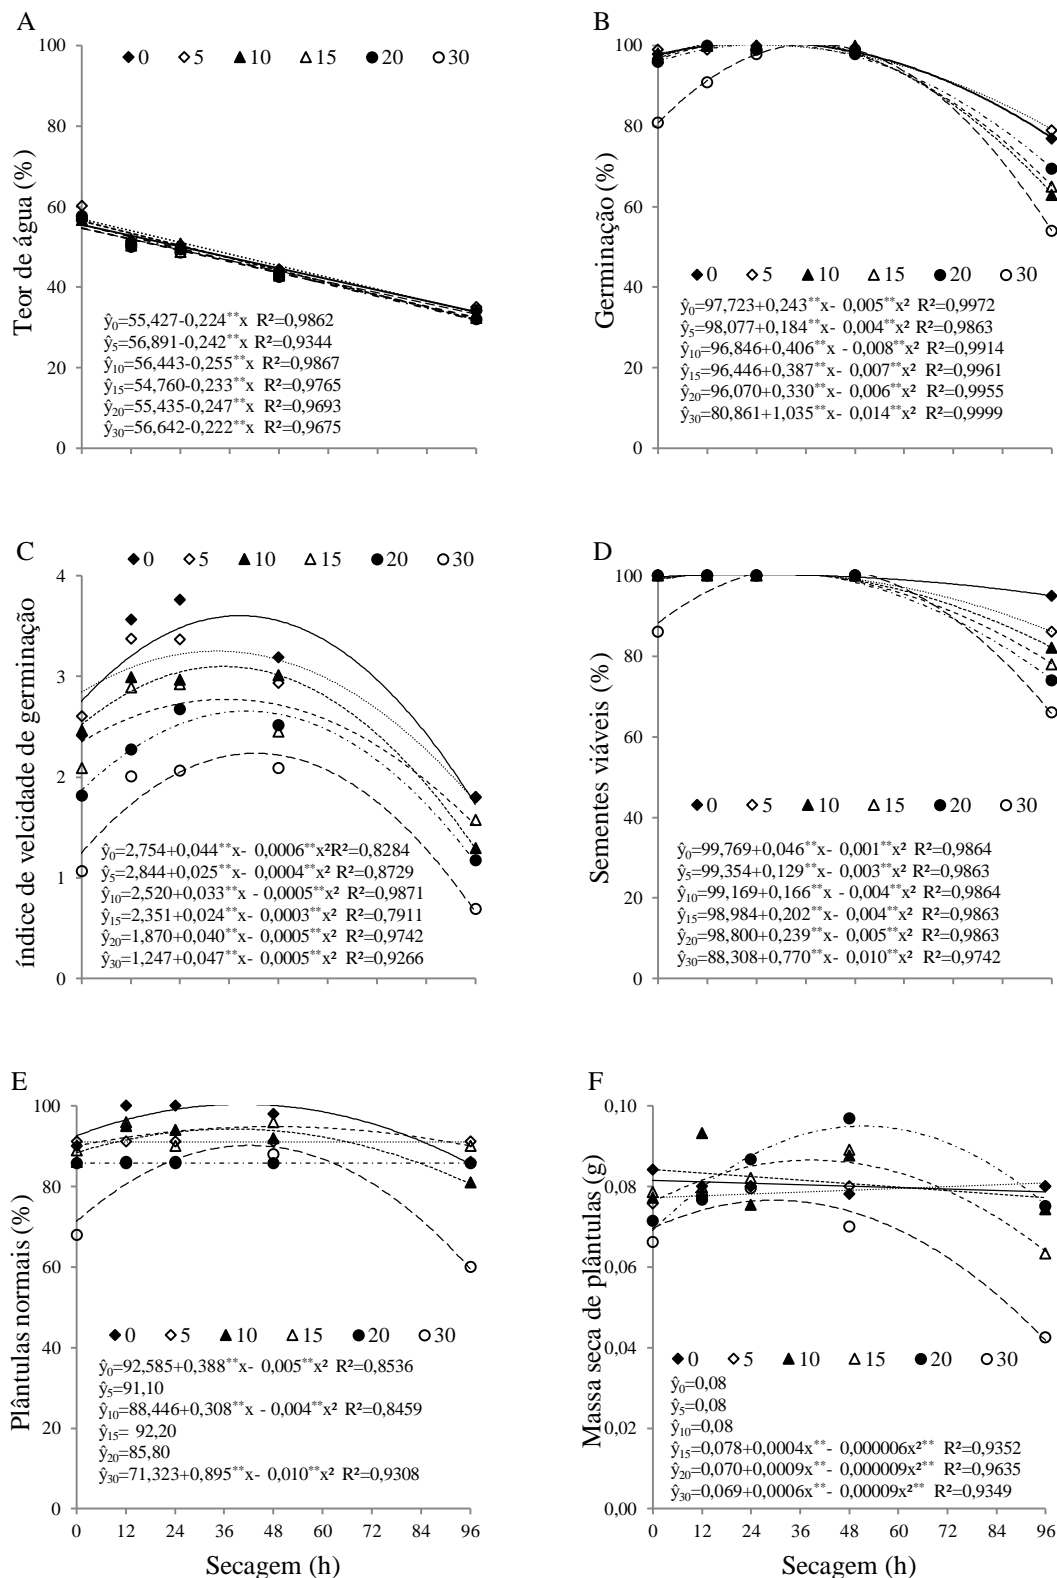 A
100
80
60
40
20
0
Teor de água (%)
0 5 10 15 20 30
ŷ0=55,427-0,224**x R²=0,9862
ŷ5=56,891-0,242**x R²=0,9344
ŷ10=56,443-0,255**x R²=0,9867
ŷ15=54,760-0,233**x R²=0,9765
ŷ20=55,435-0,247**x R²=0,9693
ŷ30=56,642-0,222**x R²=0,9675
B
100
80
60
40
20
0
Germinação (%)
0 5 10 15 20 30
ŷ0=97,723+0,243**x- 0,005**x² R²=0,9972
ŷ5=98,077+0,184**x- 0,004**x² R²=0,9863
ŷ10=96,846+0,406**x - 0,008**x² R²=0,9914
ŷ15=96,446+0,387**x- 0,007**x² R²=0,9961
ŷ20=96,070+0,330**x- 0,006**x² R²=0,9955
ŷ30=80,861+1,035**x- 0,014**x² R²=0,9999
C
4
3
2
1
0
índice de velcidade de germinação
0 5 10 15 20 30
ŷ0=2,754+0,044**x- 0,0006**x²R²=0,8284
ŷ5=2,844+0,025**x- 0,0004**x² R²=0,8729
ŷ10=2,520+0,033**x - 0,0005**x² R²=0,9871
ŷ15=2,351+0,024**x- 0,0003**x² R²=0,7911
ŷ20=1,870+0,040**x- 0,0005**x² R²=0,9742
ŷ30=1,247+0,047**x- 0,0005**x² R²=0,9266
D
100
80
60
40
20
0
Sementes viáveis (%)
0 5 10 15 20 30
ŷ0=99,769+0,046**x- 0,001**x² R²=0,9864
ŷ5=99,354+0,129**x- 0,003**x² R²=0,9863
ŷ10=99,169+0,166**x - 0,004**x² R²=0,9864
ŷ15=98,984+0,202**x- 0,004**x² R²=0,9863
ŷ20=98,800+0,239**x- 0,005**x² R²=0,9863
ŷ30=88,308+0,770**x- 0,010**x² R²=0,9742
E
100
80
60
40
20
0
Plântulas normais (%)
0 5 10 15 20 30
ŷ0=92,585+0,388**x- 0,005**x² R²=0,8536
ŷ5=91,10
ŷ10=88,446+0,308**x - 0,004**x² R²=0,8459
ŷ15= 92,20
ŷ20=85,80
ŷ30=71,323+0,895**x- 0,010**x² R²=0,9308
0 12 24 36 48 60 72 84 96
Secagem (h)
F
0,10
0,08
0,06
0,04
0,02
0,00
Massa seca de plântulas (g)
0 5 10 15 20 30
ŷ0=0,08
ŷ5=0,08
ŷ10=0,08
ŷ15=0,078+0,0004x**- 0,000006x²** R²=0,9352
ŷ20=0,070+0,0009x**- 0,000009x²** R²=0,9635
ŷ30=0,069+0,0006x**- 0,00009x²** R²=0,9349
0 12 24 36 48 60 72 84 96
Secagem (h)